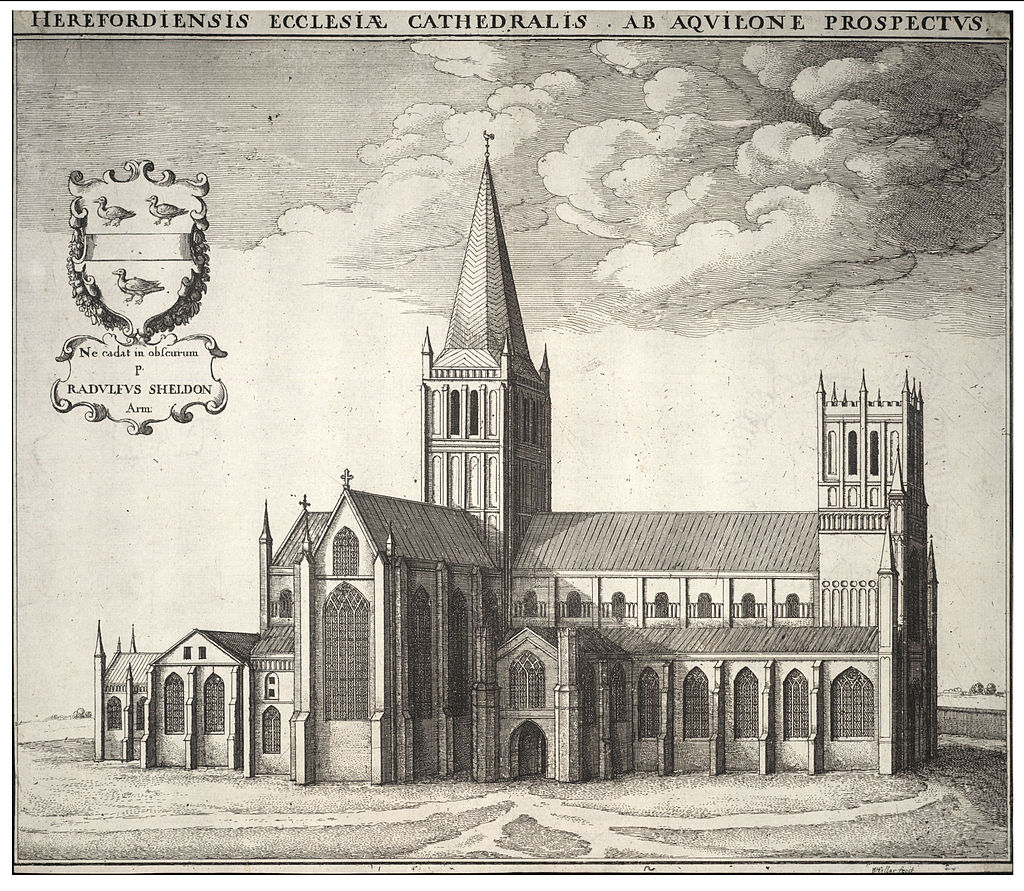 HEREFORDIENSIS ECCLESIÆ CATHEDRALIS . AB AQVILONE PROSPECTVS.
Ne cadat in obscurum
P.
RADVLFVS SHELDON
Arm: